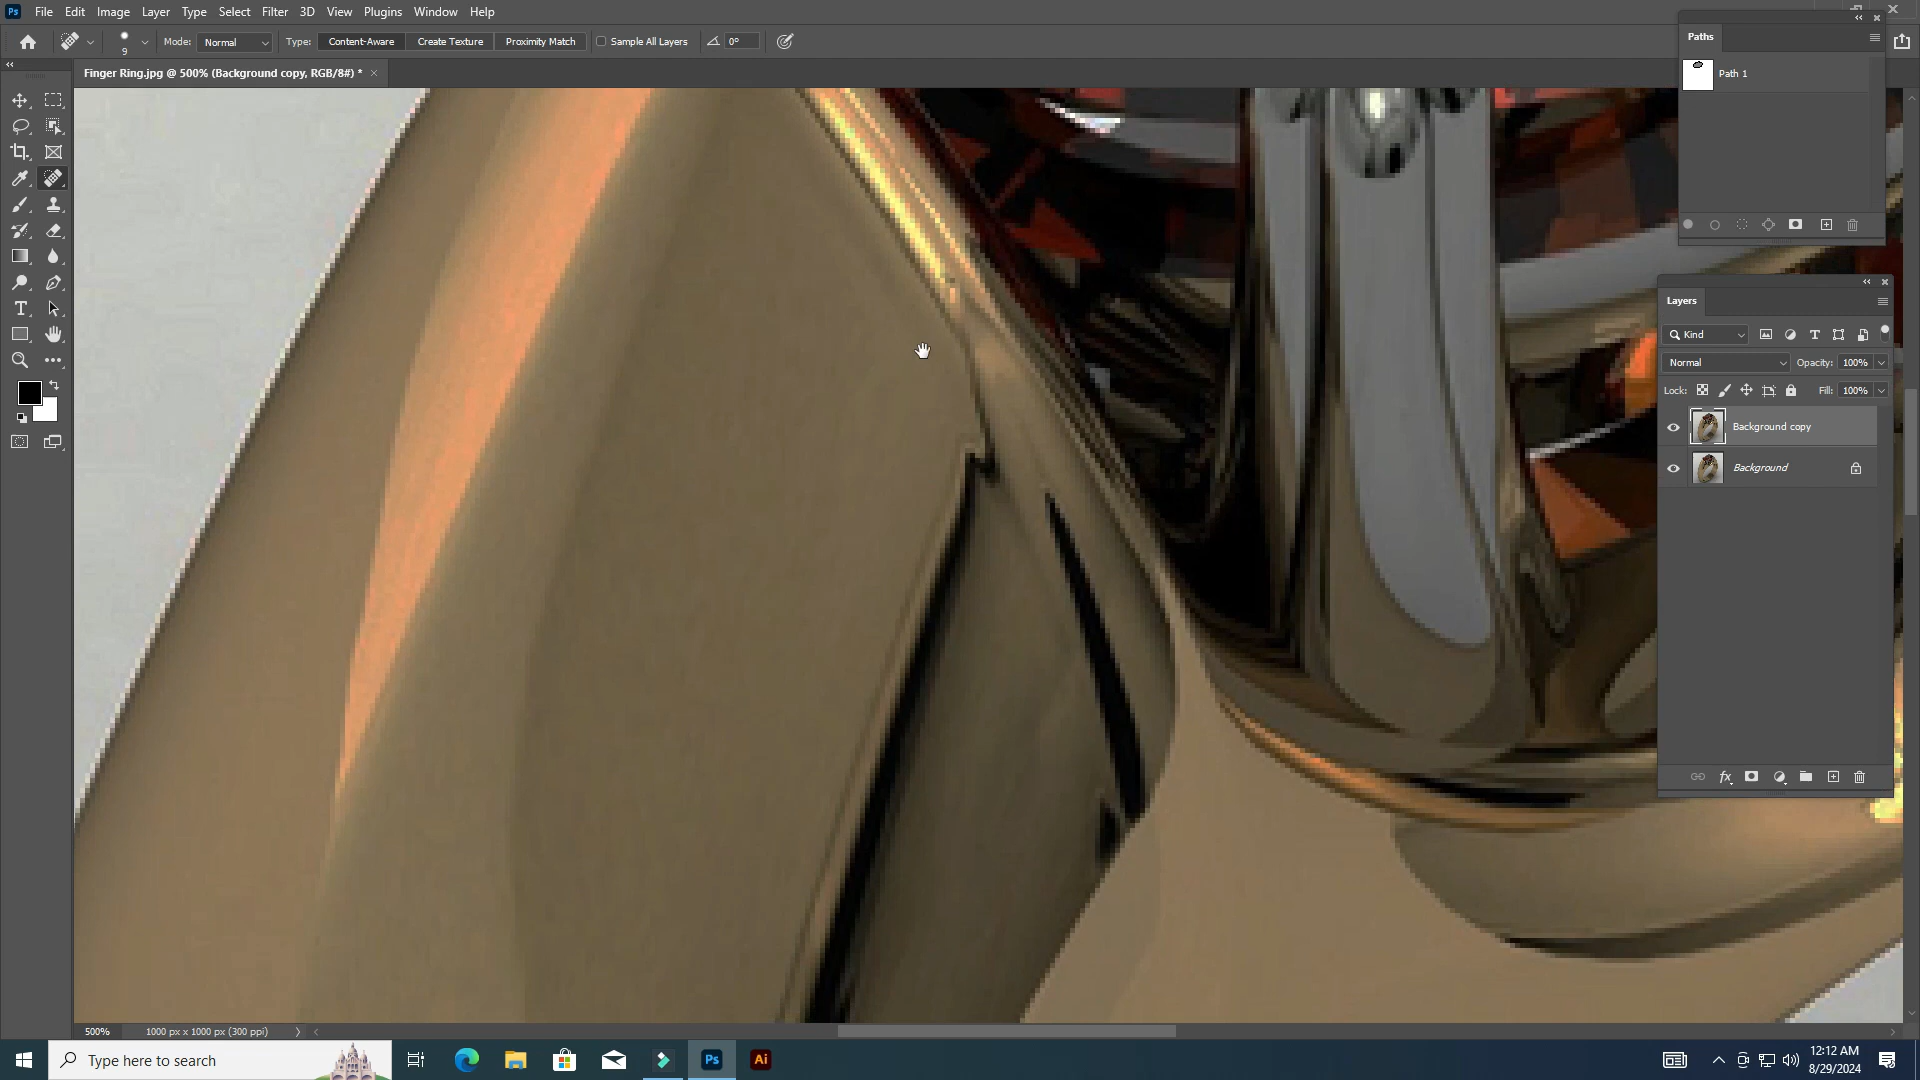 Ps File Edit Image Layer Type Select Filter 3D View Plugins Window Help
9 Mode: Normal Type: Content-Aware Create Texture Proximity Match Sample All Layers 0°
Finger Ring.jpg @ 500% (Background copy, RGB/8#) *
Paths
Path 1
Layers
Kind
Normal Opacity: 100%
Lock: Fill: 100%
Background copy
Background
fx
500% 1000 px x 1000 px (300 ppi)
Type here to search
Ps
Ai
12:12 AM
8/29/2024